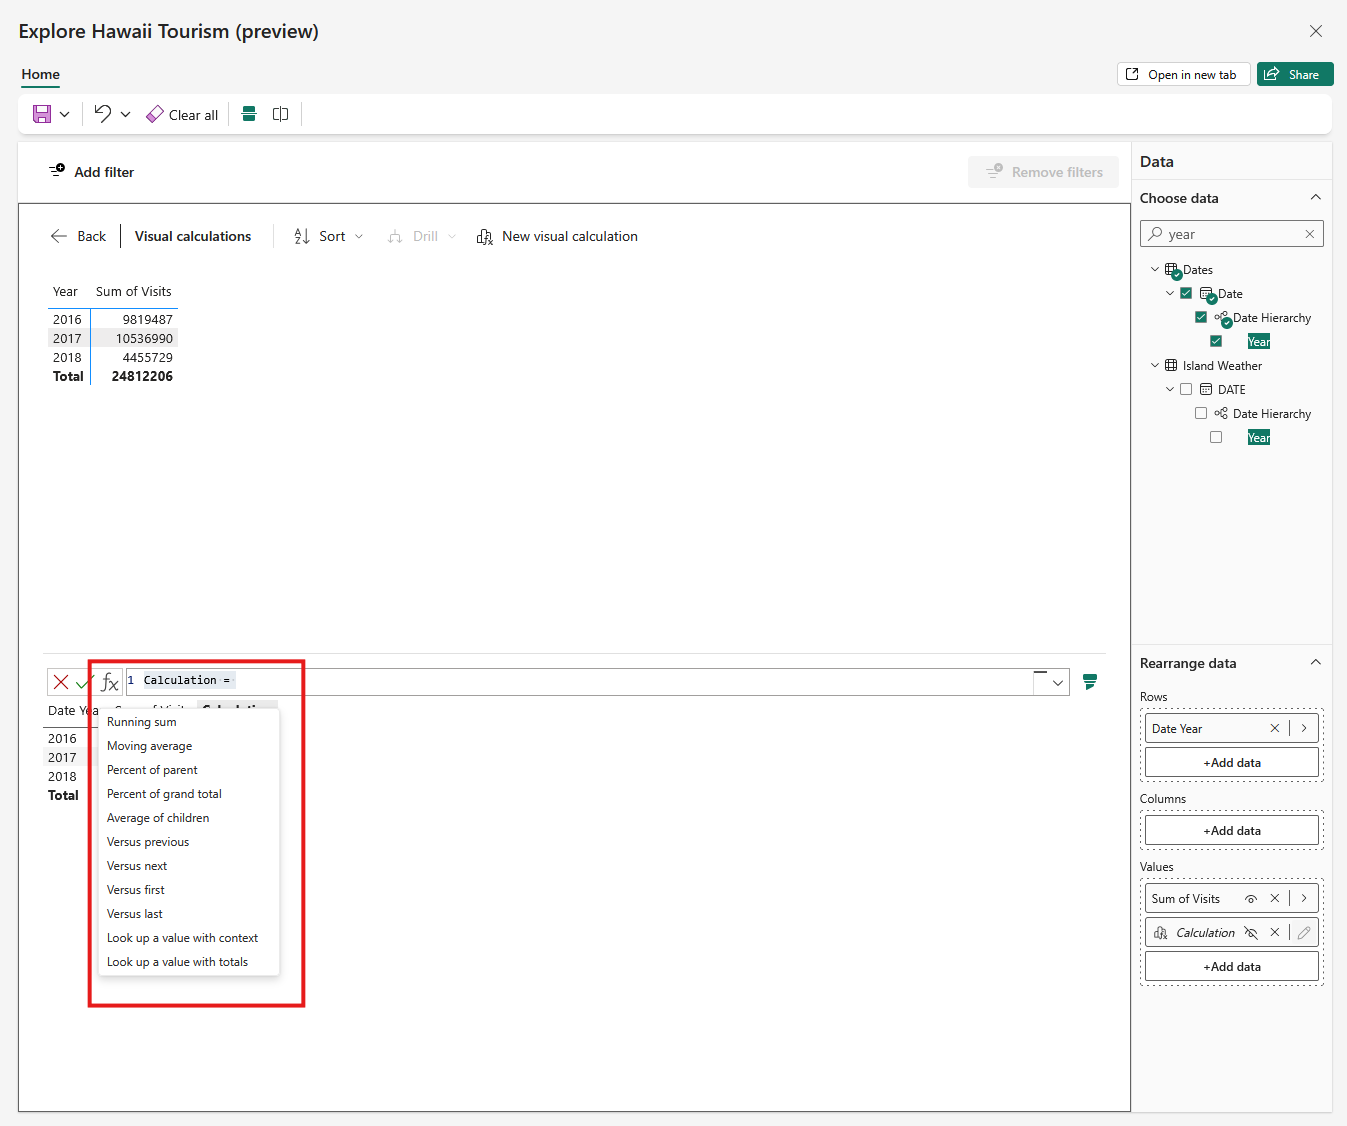 Explore Hawaii Tourism (preview)
Home
Open in new tab
Share
Clear all
Add filter
Remove filters
Back
Visual calculations
Sort
Drill
New visual calculation
Year Sum of Visits
2016 9819487
2017 10536990
2018 4455729
Total 24812206
1 Calculation =
Date Yea
2016
2017
2018
Total
Running sum
Moving average
Percent of parent
Percent of grand total
Average of children
Versus previous
Versus next
Versus first
Versus last
Look up a value with context
Look up a value with totals
Data
Choose data
year
Dates
Date
Date Hierarchy
Year
Island Weather
DATE
Date Hierarchy
Year
Rearrange data
Rows
Date Year
+Add data
Columns
+Add data
Values
Sum of Visits
Calculation
+Add data